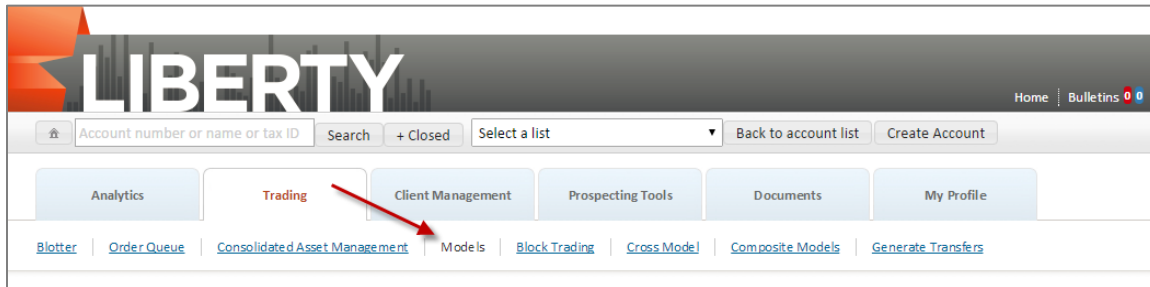 LIBERTY
Home Bulletins 0 0
Account number or name or tax ID Search + Closed Select a list Back to account list Create Account
Analytics Trading Client Management Prospecting Tools Documents My Profile
Blotter Order Queue Consolidated Asset Management Models Block Trading Cross Model Composite Models Generate Transfers